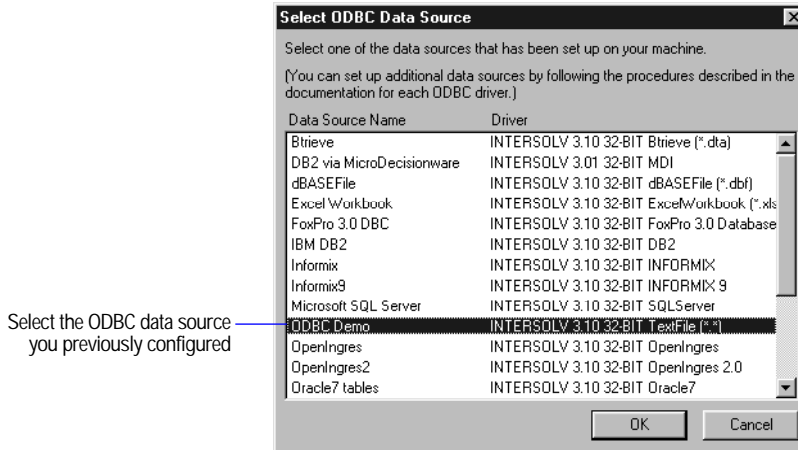 Select ODBC Data Source
Select one of the data sources that has been set up on your machine.
(You can set up additional data sources by following the procedures described in the
documentation for each ODBC driver.)
Data Source Name Driver
Btrieve INTERSOLV 3.10 32-BIT Btrieve (*.dta)
DB2 via MicroDecisionware INTERSOLV 3.01 32-BIT MDI
dBASEFile INTERSOLV 3.10 32-BIT dBASEFile (*.dbf)
Excel Workbook INTERSOLV 3.10 32-BIT ExcelWorkbook (*.xls
FoxPro 3.0 DBC INTERSOLV 3.10 32-BIT FoxPro 3.0 Database
IBM DB2 INTERSOLV 3.10 32-BIT DB2
Informix INTERSOLV 3.10 32-BIT INFORMIX
Informix9 INTERSOLV 3.10 32-BIT INFORMIX 9
Microsoft SQL Server INTERSOLV 3.10 32-BIT SQLServer
ODBC Demo INTERSOLV 3.10 32-BIT TextFile (*.*)
OpenIngres INTERSOLV 3.10 32-BIT OpenIngres
OpenIngres2 INTERSOLV 3.10 32-BIT OpenIngres 2.0
Oracle7 tables INTERSOLV 3.10 32-BIT Oracle7
Select the ODBC data source
you previously configured
OK Cancel